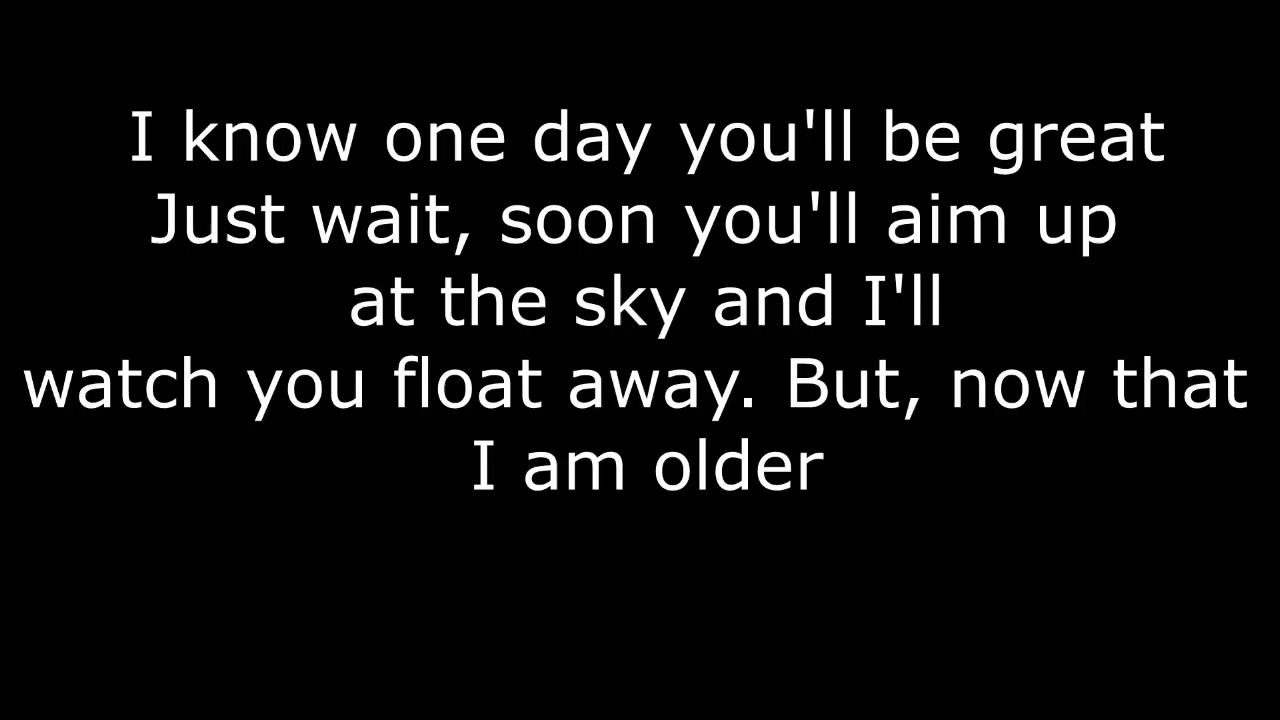 I know one day you'll be great
Just wait, soon you'll aim up
at the sky and I'll
watch you float away. But, now that
I am older